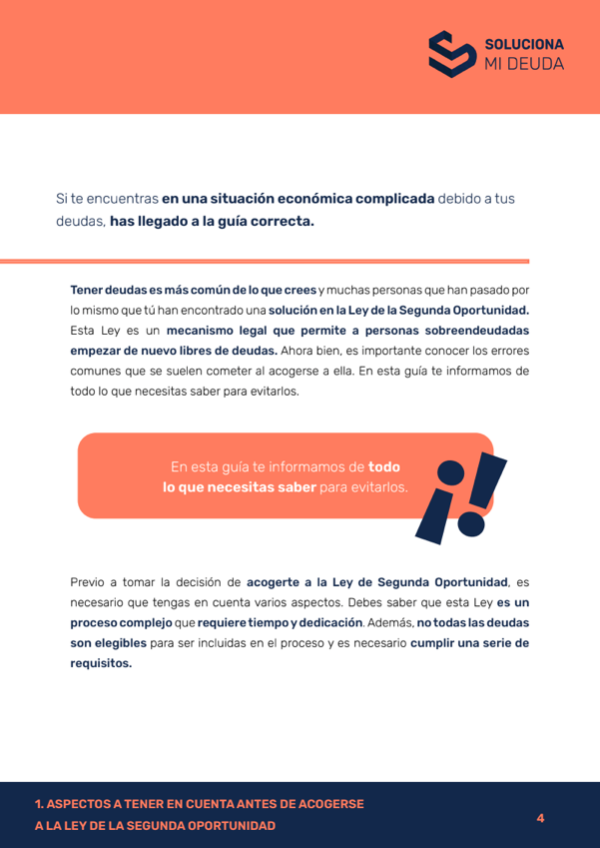 SOLUCIONA
MI DEUDA
Si te encuentras en una situación económica complicada debido a tus
deudas, has llegado a la guía correcta.
Tener deudas es más común de lo que crees y muchas personas que han pasado por
lo mismo que tú han encontrado una solución en la Ley de la Segunda Oportunidad.
Esta Ley es un mecanismo legal que permite a personas sobreendeudadas
empezar de nuevo libres de deudas. Ahora bien, es importante conocer los errores
comunes que se suelen cometer al acogerse a ella. En esta guía te informamos de
todo lo que necesitas saber para evitarlos.
En esta guía te informamos de todo
lo que necesitas saber para evitarlos.
¡!
Previo a tomar la decisión de acogerte a la Ley de Segunda Oportunidad, es
necesario que tengas en cuenta varios aspectos. Debes saber que esta Ley es un
proceso complejo que requiere tiempo y dedicación. Además, no todas las deudas
son elegibles para ser incluidas en el proceso y es necesario cumplir una serie de
requisitos.
1. ASPECTOS A TENER EN CUENTA ANTES DE ACOGERSE
A LA LEY DE LA SEGUNDA OPORTUNIDAD
4